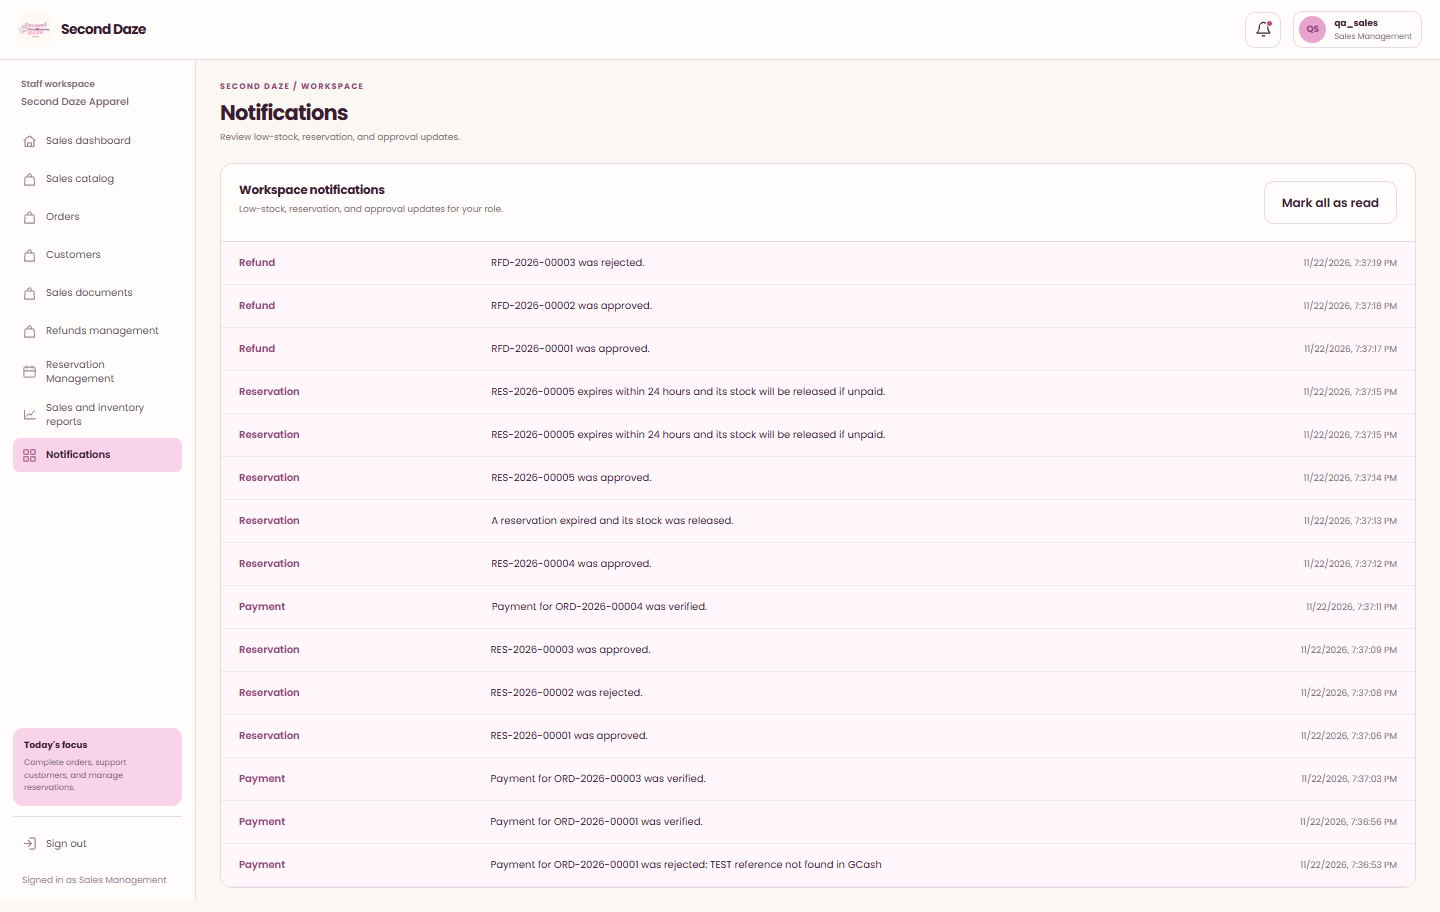 Second Daze
qa_sales
QS
Sales Management
Staff workspace
Second Daze Apparel
Sales dashboard
Sales catalog
Orders
Customers
Sales documents
Refunds management
Reservation
Management
Sales and inventory
reports
Notifications
Today's focus
Complete orders, support
customers, and manage
reservations.
Sign out
Signed in as Sales Management
SECOND DAZE / WORKSPACE
Notifications
Review low-stock, reservation, and approval updates.
Workspace notifications
Low-stock, reservation, and approval updates for your role.
Mark all as read
Refund RFD-2026-00003 was rejected. 11/22/2026, 7:37:19 PM
Refund RFD-2026-00002 was approved. 11/22/2026, 7:37:18 PM
Refund RFD-2026-00001 was approved. 11/22/2026, 7:37:17 PM
Reservation RES-2026-00005 expires within 24 hours and its stock will be released if unpaid. 11/22/2026, 7:37:15 PM
Reservation RES-2026-00005 expires within 24 hours and its stock will be released if unpaid. 11/22/2026, 7:37:15 PM
Reservation RES-2026-00005 was approved. 11/22/2026, 7:37:14 PM
Reservation A reservation expired and its stock was released. 11/22/2026, 7:37:13 PM
Reservation RES-2026-00004 was approved. 11/22/2026, 7:37:12 PM
Payment Payment for ORD-2026-00004 was verified. 11/22/2026, 7:37:11 PM
Reservation RES-2026-00003 was approved. 11/22/2026, 7:37:09 PM
Reservation RES-2026-00002 was rejected. 11/22/2026, 7:37:08 PM
Reservation RES-2026-00001 was approved. 11/22/2026, 7:37:06 PM
Payment Payment for ORD-2026-00003 was verified. 11/22/2026, 7:37:03 PM
Payment Payment for ORD-2026-00001 was verified. 11/22/2026, 7:36:56 PM
Payment Payment for ORD-2026-00001 was rejected: TEST reference not found in GCash 11/22/2026, 7:36:53 PM